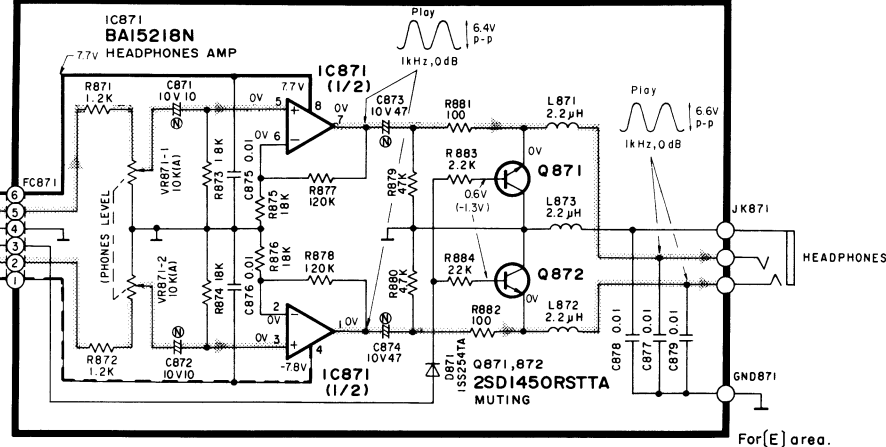 IC871
BA15218N
HEADPHONES AMP
7.7V
Play
6.4V
p-p
1kHz, 0dB
IC871
(1/2)
7.7V
8
0V
5
+
7
0V
0V
6
−
R871
1.2K
C871
10V 10
N
C873
10V 47
N
R881
100
L871
2.2μH
Play
6.6V
p-p
1kHz, 0dB
R883
2.2K
0V
Q871
0.6V
(-1.3V)
VR871-1
10K(A)
R873 18K
C875 0.01
R875
18K
R877
120K
R879
47K
L873
2.2μH
JK871
FC871
6
5
4
3
2
1
(PHONES LEVEL)
VR871-2
10K(A)
R874 18K
C876 0.01
R876
18K
R878
120K
R880
4.7K
R884
22K
Q872
0V
HEADPHONES
R882
100
L872
2.2μH
2
0V
−
1
0V
0V
3
+
4
-7.8V
N
C872
10V10
N
C874
10V47
R872
1.2K
IC871
(1/2)
D871
1SS254TA
Q871,872
2SD1450RSTTA
MUTING
C878 0.01
C877 0.01
C879 0.01
GND871
For[E] area.